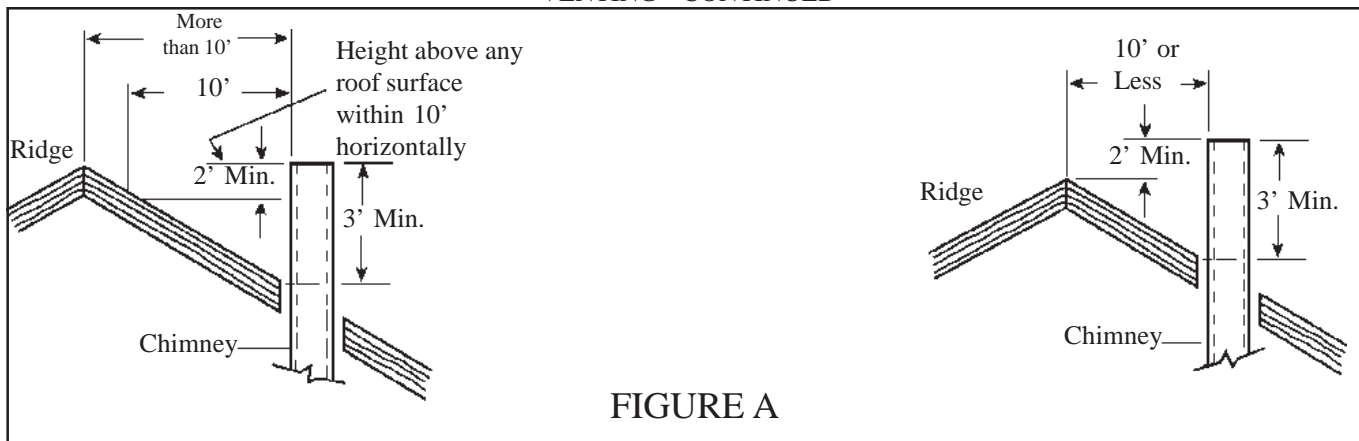 More
than 10'
10'
Height above any
roof surface
within 10'
horizontally
Ridge
2' Min.
3' Min.
Chimney
10' or
Less
2' Min.
Ridge
3' Min.
Chimney
FIGURE A